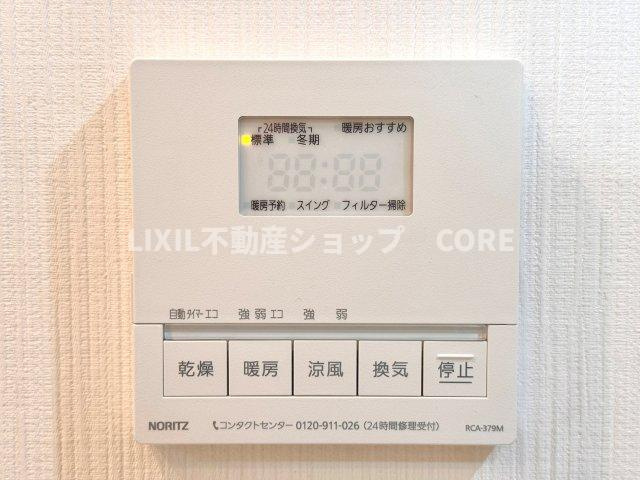 ┌24時間換気┐ 暖房おすすめ
標準 冬期
88:88
暖房予約 スイング フィルター掃除
LIXIL不動産ショップ CORE
自動 タイマー エコ 強 弱 エコ 強 弱
乾燥 暖房 涼風 換気 停止
NORITZ コンタクトセンター 0120-911-026 (24時間修理受付) RCA-379M